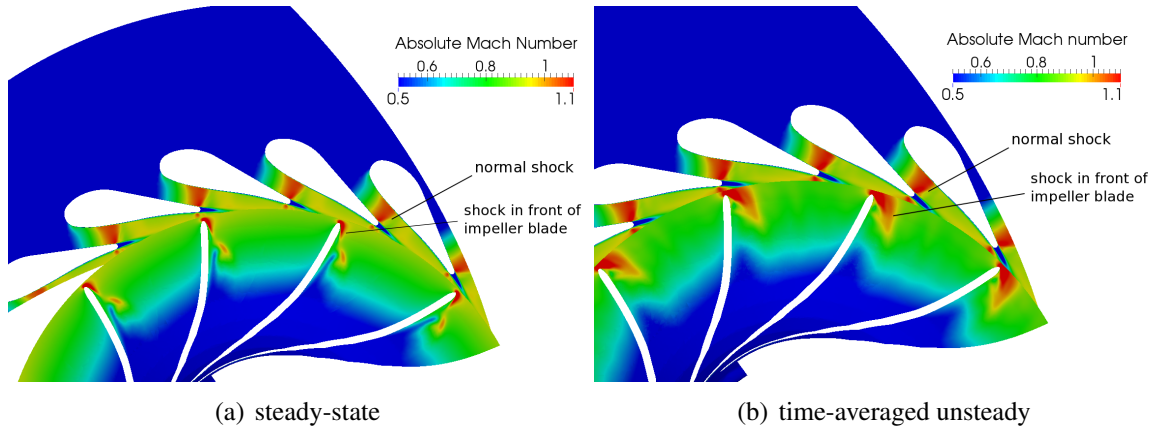 Absolute Mach Number
0.6 0.8 1
0.5 1.1
normal shock
shock in front of
impeller blade
(a) steady-state
Absolute Mach number
0.6 0.8 1
0.5 1.1
normal shock
shock in front of
impeller blade
(b) time-averaged unsteady